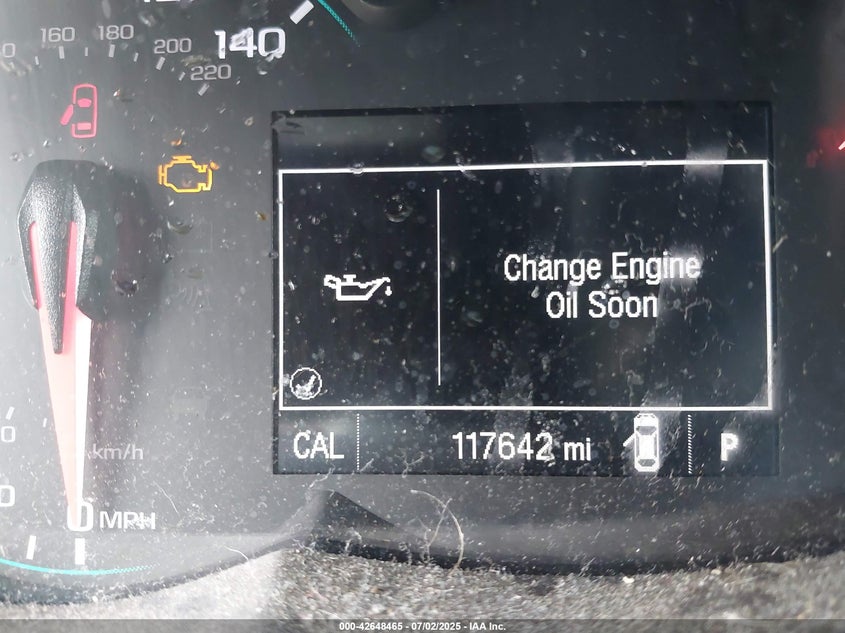 160 180
200 140
220
Change Engine
Oil Soon
CAL 117642 mi P
km/h
0 MPH
000-42648465 - 07/02/2025 - IAA Inc.